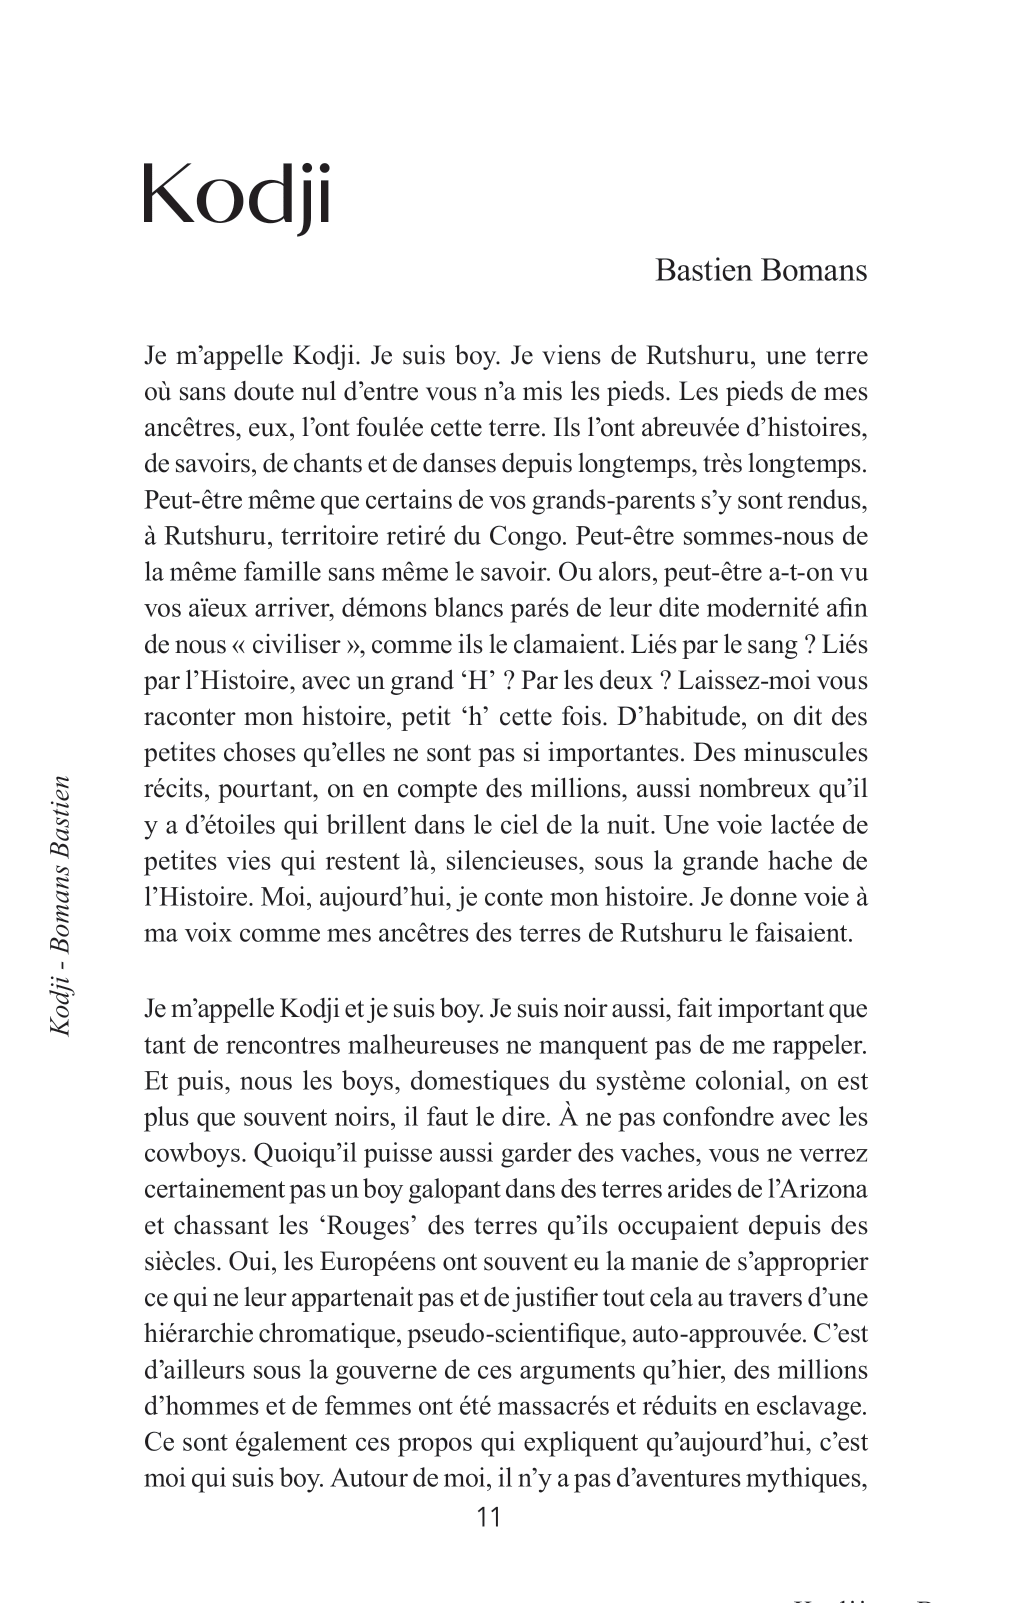 Kodji
Bastien Bomans
Je m’appelle Kodji. Je suis boy. Je viens de Rutshuru, une terre
où sans doute nul d’entre vous n’a mis les pieds. Les pieds de mes
ancêtres, eux, l’ont foulée cette terre. Ils l’ont abreuvée d’histoires,
de savoirs, de chants et de danses depuis longtemps, très longtemps.
Peut-être même que certains de vos grands-parents s’y sont rendus,
à Rutshuru, territoire retiré du Congo. Peut-être sommes-nous de
la même famille sans même le savoir. Ou alors, peut-être a-t-on vu
vos aïeux arriver, démons blancs parés de leur dite modernité afin
de nous « civiliser », comme ils le clamaient. Liés par le sang ? Liés
par l’Histoire, avec un grand ‘H’ ? Par les deux ? Laissez-moi vous
raconter mon histoire, petit ‘h’ cette fois. D’habitude, on dit des
petites choses qu’elles ne sont pas si importantes. Des minuscules
récits, pourtant, on en compte des millions, aussi nombreux qu’il
y a d’étoiles qui brillent dans le ciel de la nuit. Une voie lactée de
petites vies qui restent là, silencieuses, sous la grande hache de
l’Histoire. Moi, aujourd’hui, je conte mon histoire. Je donne voie à
ma voix comme mes ancêtres des terres de Rutshuru le faisaient.
Je m’appelle Kodji et je suis boy. Je suis noir aussi, fait important que
tant de rencontres malheureuses ne manquent pas de me rappeler.
Et puis, nous les boys, domestiques du système colonial, on est
plus que souvent noirs, il faut le dire. À ne pas confondre avec les
cowboys. Quoiqu’il puisse aussi garder des vaches, vous ne verrez
certainement pas un boy galopant dans des terres arides de l’Arizona
et chassant les ‘Rouges’ des terres qu’ils occupaient depuis des
siècles. Oui, les Européens ont souvent eu la manie de s’approprier
ce qui ne leur appartenait pas et de justifier tout cela au travers d’une
hiérarchie chromatique, pseudo-scientifique, auto-approuvée. C’est
d’ailleurs sous la gouverne de ces arguments qu’hier, des millions
d’hommes et de femmes ont été massacrés et réduits en esclavage.
Ce sont également ces propos qui expliquent qu’aujourd’hui, c’est
moi qui suis boy. Autour de moi, il n’y a pas d’aventures mythiques,
Kodji - Bomans Bastien
11